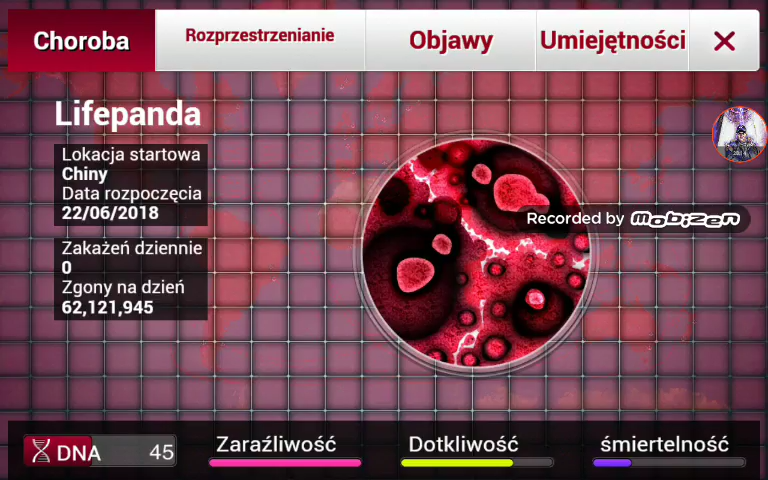 Choroba
Rozprzestrzenianie
Objawy
Umiejętności
Lifepanda
Lokacja startowa
Chiny
Data rozpoczęcia
22/06/2018
Zakażeń dziennie
0
Zgony na dzień
62,121,945
Recorded by Mobizen
DNA
45
Zaraźliwość
Dotkliwość
śmiertelność